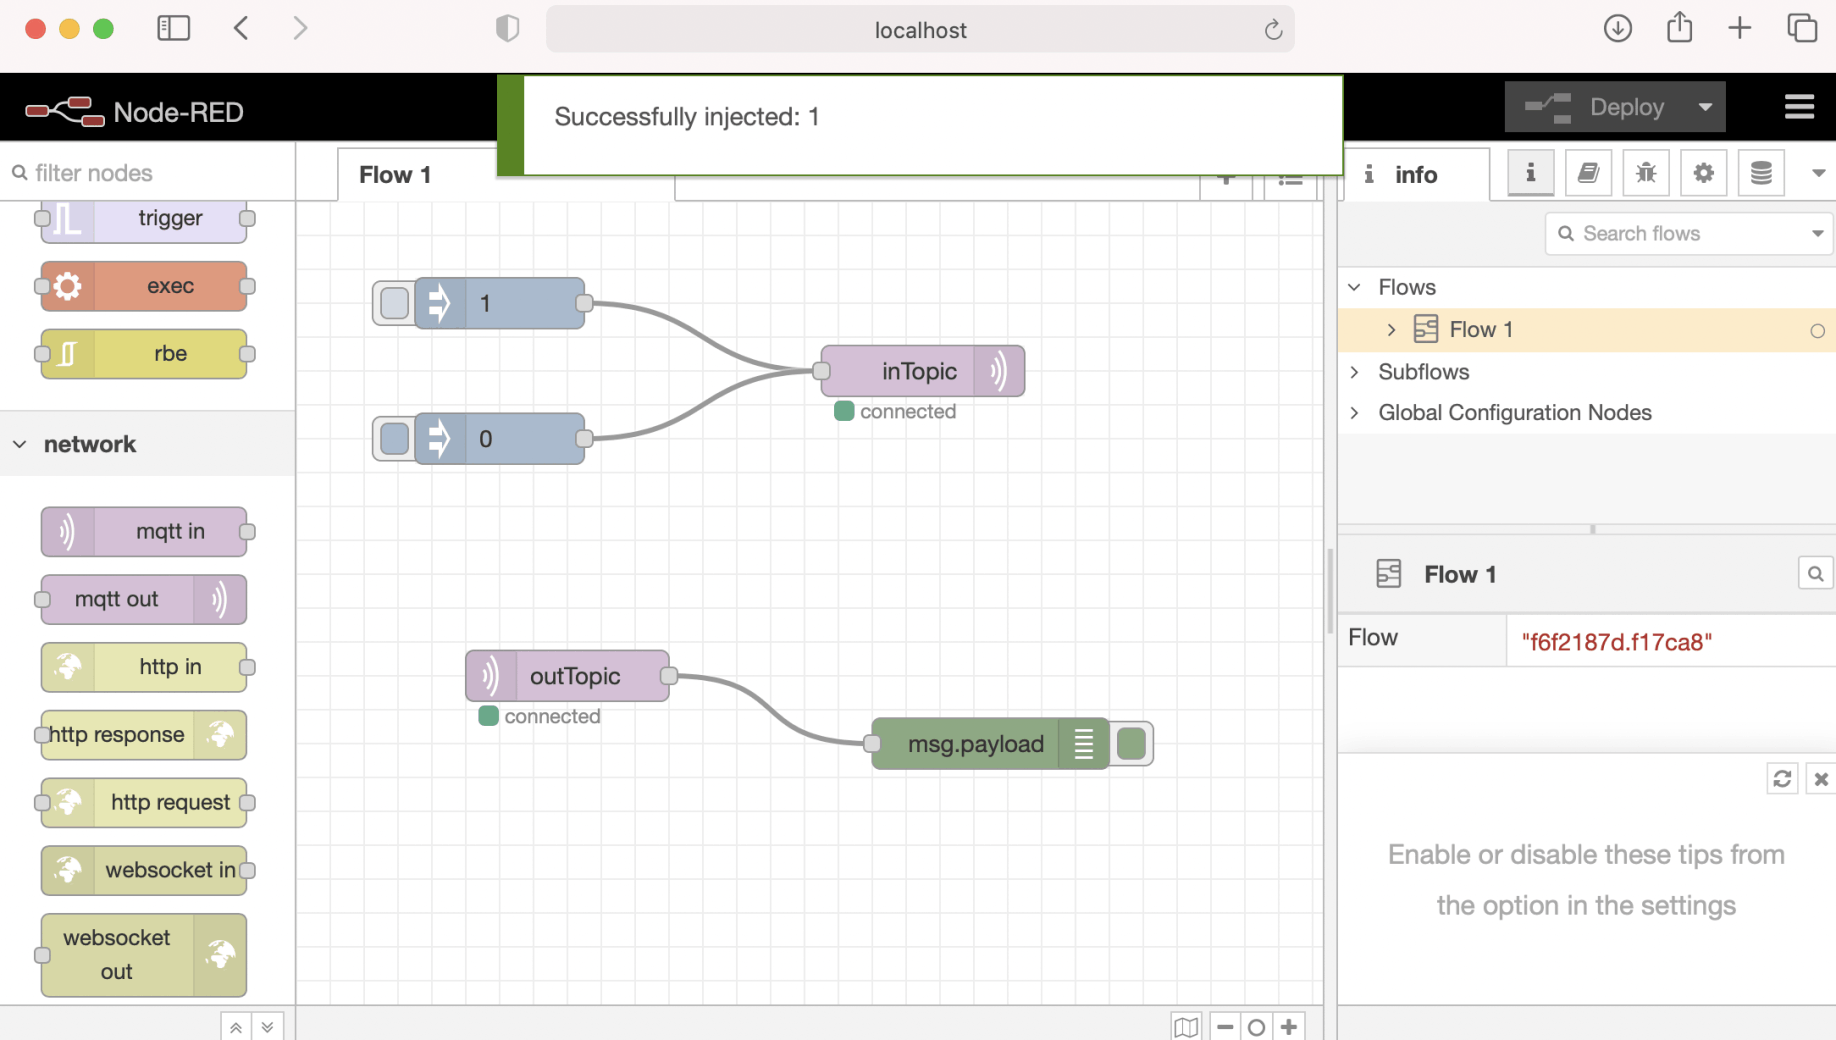 localhost
Node-RED
Successfully injected: 1
Deploy
filter nodes
Flow 1
i info
i
trigger
exec
rbe
network
mqtt in
mqtt out
http in
http response
http request
websocket in
websocket
out
1
0
inTopic
connected
outTopic
connected
msg.payload
Search flows
Flows
Flow 1
Subflows
Global Configuration Nodes
Flow 1
Flow
"f6f2187d.f17ca8"
Enable or disable these tips from
the option in the settings